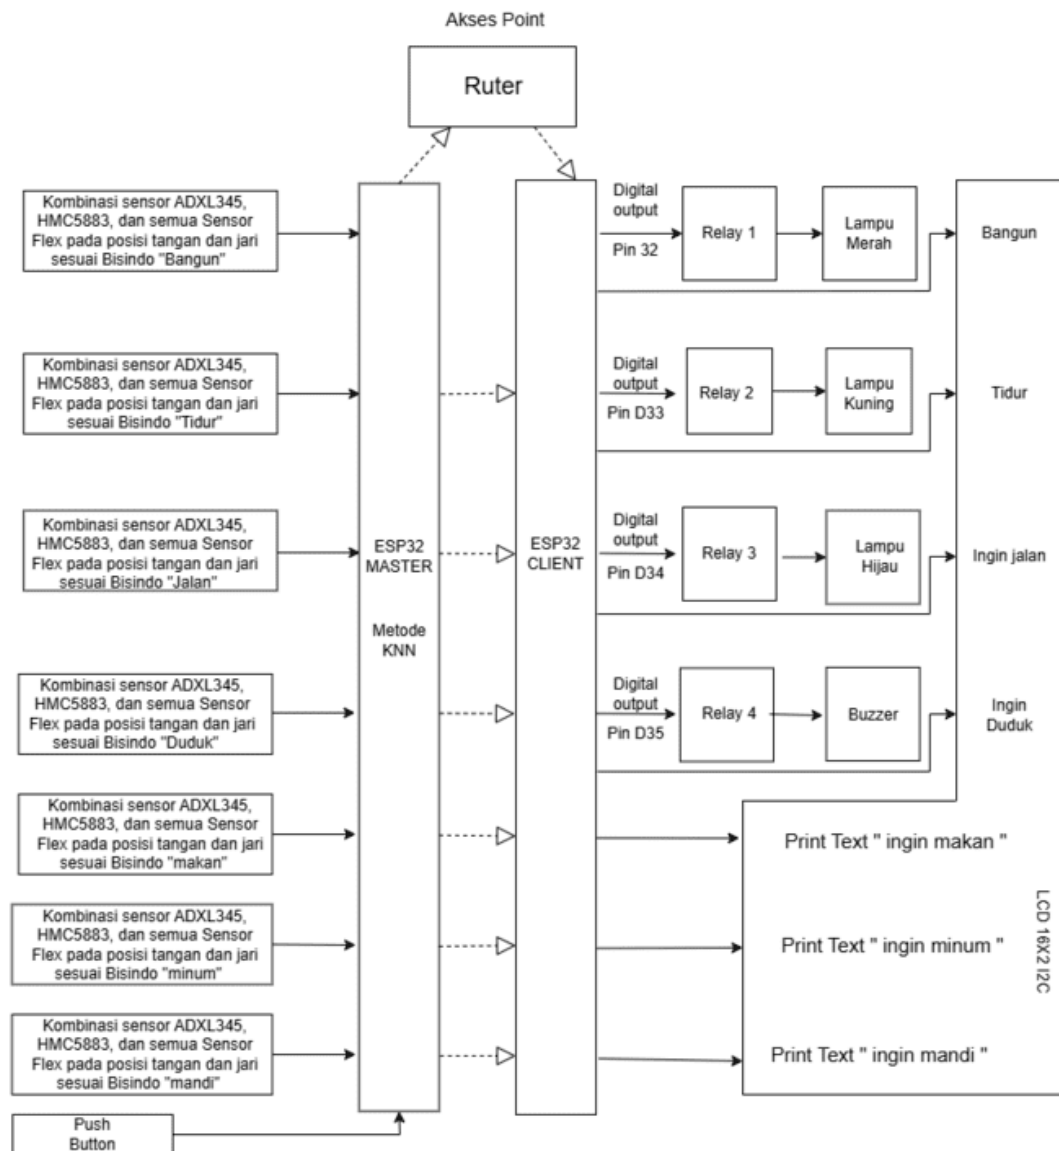 Akses Point
Ruter
Kombinasi sensor ADXL345,
HMC5883, dan semua Sensor
Flex pada posisi tangan dan jari
sesuai Bisindo "Bangun"
Kombinasi sensor ADXL345,
HMC5883, dan semua Sensor
Flex pada posisi tangan dan jari
sesuai Bisindo "Tidur"
Kombinasi sensor ADXL345,
HMC5883, dan semua Sensor
Flex pada posisi tangan dan jari
sesuai Bisindo "Jalan"
Kombinasi sensor ADXL345,
HMC5883, dan semua Sensor
Flex pada posisi tangan dan jari
sesuai Bisindo "Duduk"
Kombinasi sensor ADXL345,
HMC5883, dan semua Sensor
Flex pada posisi tangan dan jari
sesuai Bisindo "makan"
Kombinasi sensor ADXL345,
HMC5883, dan semua Sensor
Flex pada posisi tangan dan jari
sesuai Bisindo "minum"
Kombinasi sensor ADXL345,
HMC5883, dan semua Sensor
Flex pada posisi tangan dan jari
sesuai Bisindo "mandi"
Push
Button
ESP32
MASTER
Metode
KNN
ESP32
CLIENT
Digital
output
Pin 32
Relay 1
Lampu
Merah
Bangun
Digital
output
Pin D33
Relay 2
Lampu
Kuning
Tidur
Digital
output
Pin D34
Relay 3
Lampu
Hijau
Ingin jalan
Digital
output
Pin D35
Relay 4
Buzzer
Ingin
Duduk
Print Text " ingin makan "
Print Text " ingin minum "
Print Text " ingin mandi "
LCD 16X2 I2C